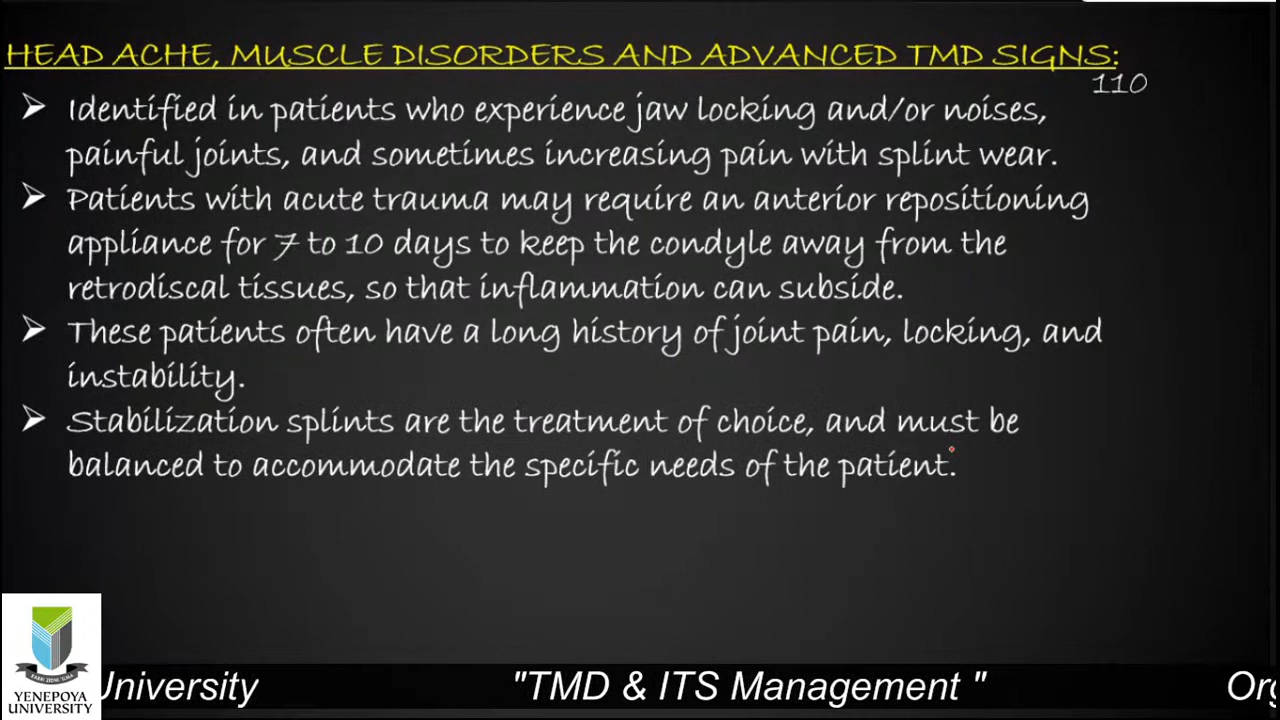 HEAD ACHE, MUSCLE DISORDERS AND ADVANCED TMD SIGNS:
110
➢ Identified in patients who experience jaw locking and/or noises,
painful joints, and sometimes increasing pain with splint wear.
➢ Patients with acute trauma may require an anterior repositioning
appliance for 7 to 10 days to keep the condyle away from the
retrodiscal tissues, so that inflammation can subside.
➢ These patients often have a long history of joint pain, locking, and
instability.
➢ Stabilization splints are the treatment of choice, and must be
balanced to accommodate the specific needs of the patient.
YENEPOYA
UNIVERSITY
University "TMD & ITS Management " Org